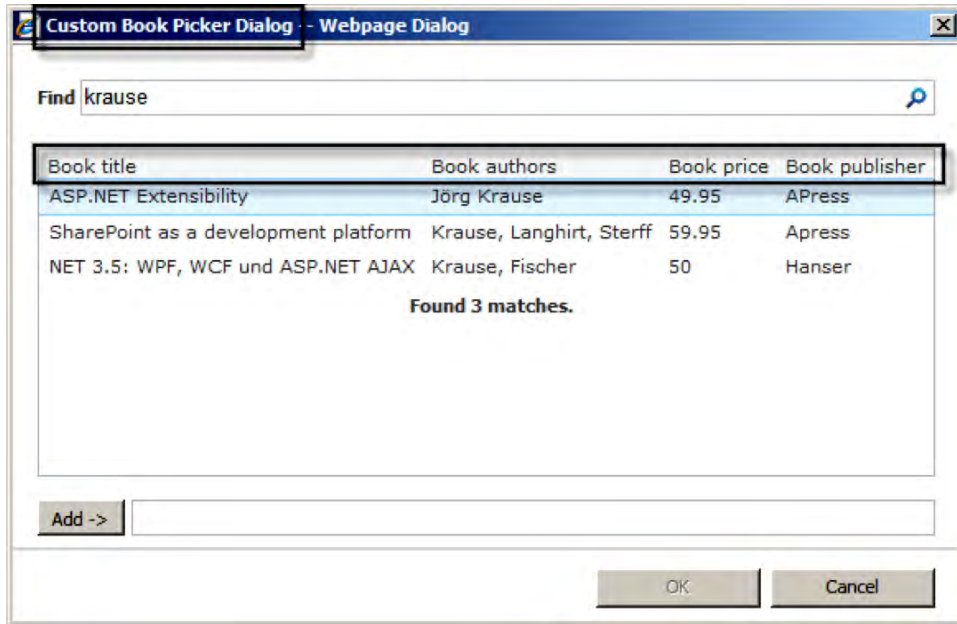 Custom Book Picker Dialog -- Webpage Dialog
Find krause
Book title Book authors Book price Book publisher
ASP.NET Extensibility Jörg Krause 49.95 APress
SharePoint as a development platform Krause, Langhirt, Sterff 59.95 Apress
NET 3.5: WPF, WCF und ASP.NET AJAX Krause, Fischer 50 Hanser
Found 3 matches.
Add ->
OK Cancel